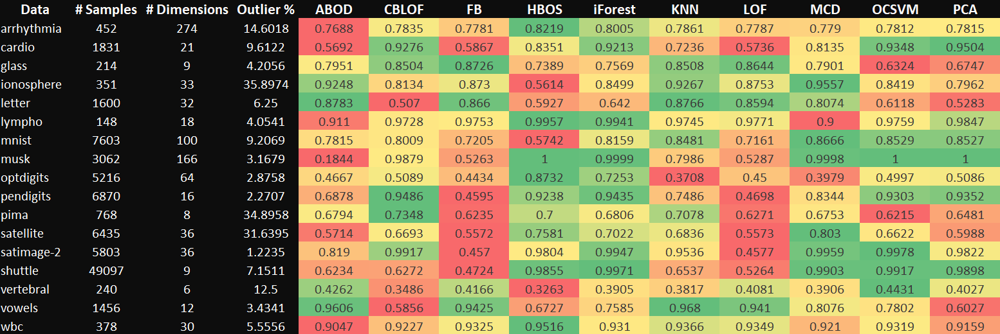 Data # Samples # Dimensions Outlier % ABOD CBLOF FB HBOS iForest KNN LOF MCD OCSVM PCA
arrhythmia 452 274 14.6018 0.7688 0.7835 0.7781 0.8219 0.8005 0.7861 0.7787 0.779 0.7812 0.7815
cardio 1831 21 9.6122 0.5692 0.9276 0.5867 0.8351 0.9213 0.7236 0.5736 0.8135 0.9348 0.9504
glass 214 9 4.2056 0.7951 0.8504 0.8726 0.7389 0.7569 0.8508 0.8644 0.7901 0.6324 0.6747
ionosphere 351 33 35.8974 0.9248 0.8134 0.873 0.5614 0.8499 0.9267 0.8753 0.9557 0.8419 0.7962
letter 1600 32 6.25 0.8783 0.507 0.866 0.5927 0.642 0.8766 0.8594 0.8074 0.6118 0.5283
lympho 148 18 4.0541 0.911 0.9728 0.9753 0.9957 0.9941 0.9745 0.9771 0.9 0.9759 0.9847
mnist 7603 100 9.2069 0.7815 0.8009 0.7205 0.5742 0.8159 0.8481 0.7161 0.8666 0.8529 0.8527
musk 3062 166 3.1679 0.1844 0.9879 0.5263 1 0.9999 0.7986 0.5287 0.9998 1 1
optdigits 5216 64 2.8758 0.4667 0.5089 0.4434 0.8732 0.7253 0.3708 0.45 0.3979 0.4997 0.5086
pendigits 6870 16 2.2707 0.6878 0.9486 0.4595 0.9238 0.9435 0.7486 0.4698 0.8344 0.9303 0.9352
pima 768 8 34.8958 0.6794 0.7348 0.6235 0.7 0.6806 0.7078 0.6271 0.6753 0.6215 0.6481
satellite 6435 36 31.6395 0.5714 0.6693 0.5572 0.7581 0.7022 0.6836 0.5573 0.803 0.6622 0.5988
satimage-2 5803 36 1.2235 0.819 0.9917 0.457 0.9804 0.9947 0.9536 0.4577 0.9959 0.9978 0.9822
shuttle 49097 9 7.1511 0.6234 0.6272 0.4724 0.9855 0.9971 0.6537 0.5264 0.9903 0.9917 0.9898
vertebral 240 6 12.5 0.4262 0.3486 0.4166 0.3263 0.3905 0.3817 0.4081 0.3906 0.4431 0.4027
vowels 1456 12 3.4341 0.9606 0.5856 0.9425 0.6727 0.7585 0.968 0.941 0.8076 0.7802 0.6027
wbc 378 30 5.5556 0.9047 0.9227 0.9325 0.9516 0.931 0.9366 0.9349 0.921 0.9319 0.9159